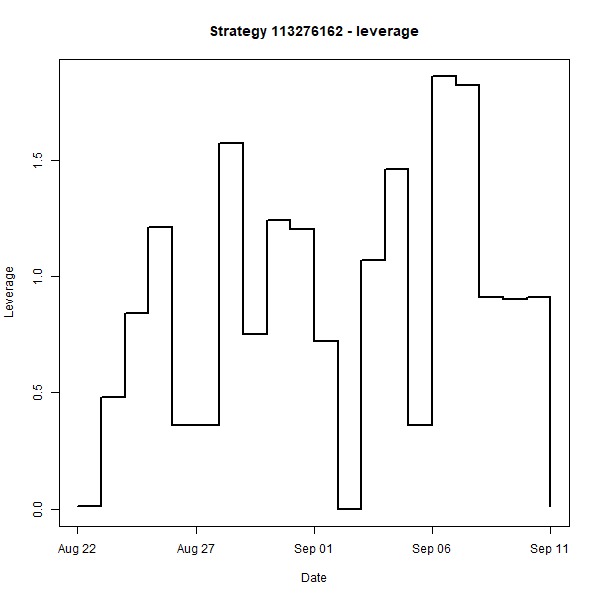 Strategy 113276162 - leverage
Leverage
1.5
1.0
0.5
0.0
Aug 22 Aug 27 Sep 01 Sep 06 Sep 11
Date